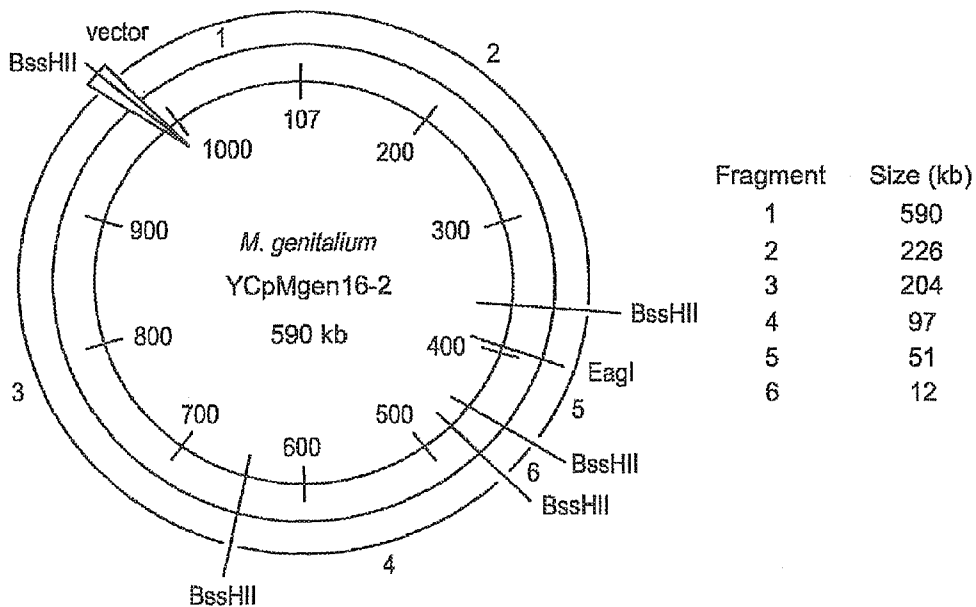 vector
BssHII
1
2
107
200
300
400
500
600
700
800
900
1000
M. genitalium
YCpMgen16-2
590 kb
BssHII
EagI
5
BssHII
6
BssHII
4
BssHII
3
Fragment Size (kb)
1 590
2 226
3 204
4 97
5 51
6 12